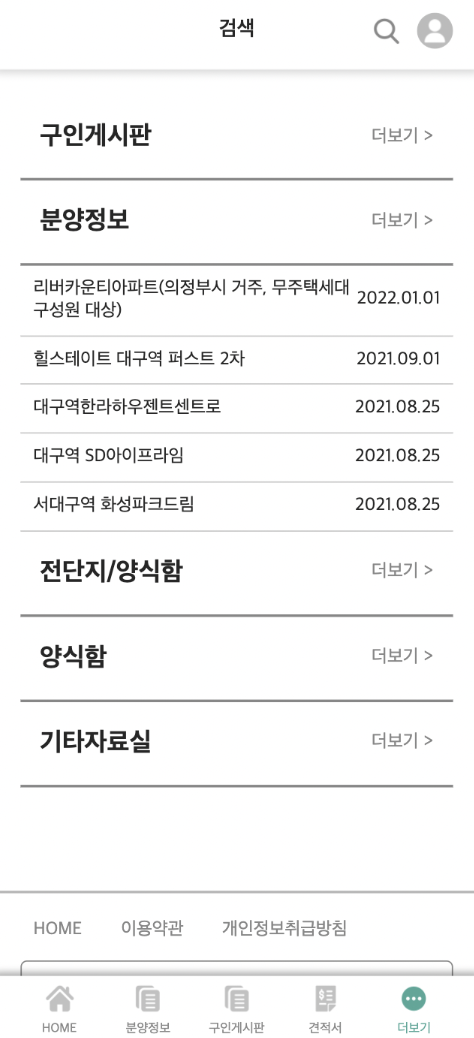 검색
구인게시판 더보기 >
분양정보 더보기 >
리버카운티아파트(의정부시 거주, 무주택세대
구성원 대상) 2022.01.01
힐스테이트 대구역 퍼스트 2차 2021.09.01
대구역한라하우젠트센트로 2021.08.25
대구역 SD아이프라임 2021.08.25
서대구역 화성파크드림 2021.08.25
전단지/양식함 더보기 >
양식함 더보기 >
기타자료실 더보기 >
HOME 이용약관 개인정보취급방침
HOME 분양정보 구인게시판 견적서 더보기